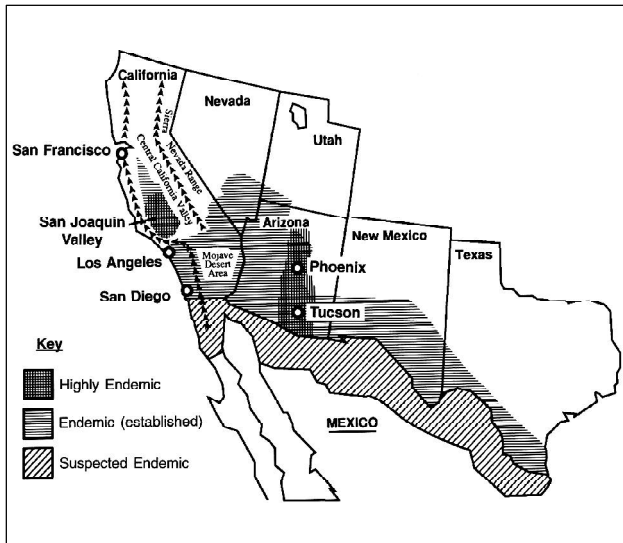 California
Nevada
Utah
Sierra
Nevada Range
Central California Valley
San Francisco
San Joaquin
Valley
Arizona
New Mexico
Texas
Los Angeles
Mojave
Desert
Area
Phoenix
San Diego
Tucson
Key
Highly Endemic
Endemic (established)
Suspected Endemic
MEXICO